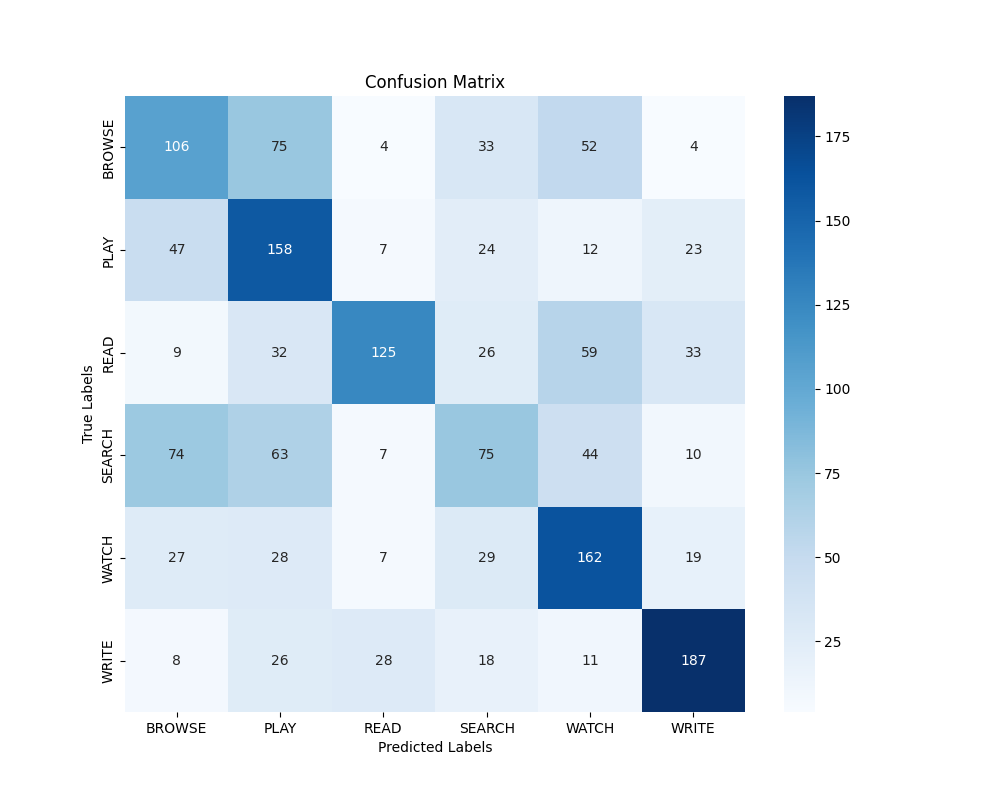 Confusion Matrix
BROWSE 106 75 4 33 52 4
PLAY 47 158 7 24 12 23
READ 9 32 125 26 59 33
SEARCH 74 63 7 75 44 10
WATCH 27 28 7 29 162 19
WRITE 8 26 28 18 11 187
BROWSE PLAY READ SEARCH WATCH WRITE
Predicted Labels
True Labels
175
150
125
100
75
50
25